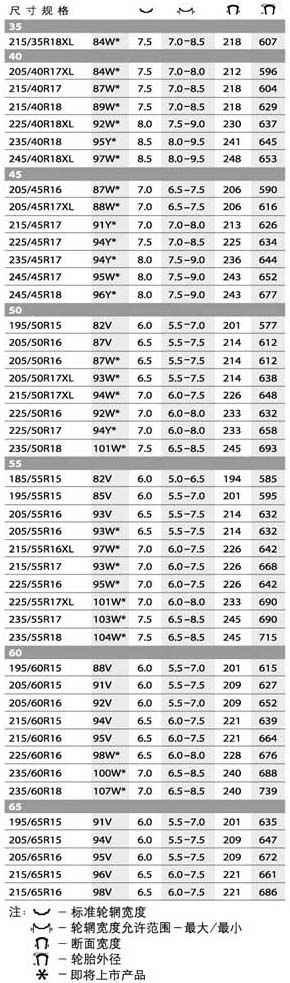 尺寸规格
35
215/35R18XL 84W* 7.5 7.0-8.5 218 607
40
205/40R17XL 84W* 7.5 7.0-8.0 212 596
215/40R17 87W* 7.5 7.0-8.5 218 604
215/40R18 89W* 7.5 7.0-8.5 218 629
225/40R18XL 92W* 8.0 7.5-9.0 230 637
235/40R18 95Y* 8.5 8.0-9.5 241 645
245/40R18XL 97W* 8.5 8.0-9.5 248 653
45
205/45R16 87W* 7.0 6.5-7.5 206 590
205/45R17XL 88W* 7.0 6.5-7.5 206 616
215/45R17 91Y* 7.0 7.0-8.0 213 626
225/45R17 94Y* 7.5 7.0-8.5 225 634
235/45R17 94Y* 8.0 7.5-9.0 236 644
245/45R17 95W* 8.0 7.5-9.0 243 652
245/45R18 96Y* 8.0 7.5-9.0 243 677
50
195/50R15 82V 6.0 5.5-7.0 201 577
205/50R16 87V 6.5 5.5-7.5 214 612
205/50R16 87W* 6.5 5.5-7.5 214 612
205/50R17XL 93W* 6.5 5.5-7.5 214 638
215/50R17XL 94W* 7.0 6.0-7.5 226 648
225/50R16 92W* 7.0 6.0-8.0 233 632
225/50R17 94Y* 7.0 6.0-8.0 233 658
235/50R18 101W* 7.5 6.5-8.5 245 693
55
185/55R15 82V 6.0 5.0-6.5 194 585
195/55R15 85V 6.0 5.5-7.0 201 595
205/55R16 93V 6.5 5.5-7.5 214 632
205/55R16 93W* 6.5 5.5-7.5 214 632
215/55R16XL 97W* 7.0 6.0-7.5 226 642
215/55R17 93W* 7.0 6.0-7.5 226 668
225/55R16 95W* 7.0 6.0-7.5 226 642
225/55R17XL 101W* 7.0 6.0-8.0 233 690
235/55R17 103W* 7.5 6.5-8.5 245 690
235/55R18 104W* 7.5 6.5-8.5 245 715
60
195/60R15 88V 6.0 5.5-7.0 201 615
205/60R15 91V 6.0 5.5-7.5 209 627
205/60R16 92V 6.0 5.5-7.0 209 652
215/60R15 94V 6.5 6.0-7.5 221 639
215/60R16 95V 6.5 6.0-7.5 221 664
225/60R16 98W* 6.5 6.0-8.0 228 676
235/60R16 100W* 7.0 6.5-8.5 240 688
235/60R18 107W* 7.0 6.5-8.5 240 739
65
195/65R15 91V 6.0 5.5-7.0 201 635
205/65R15 94V 6.0 5.5-7.5 209 647
205/65R16 95V 6.0 5.5-7.5 209 672
215/65R15 96V 6.5 6.0-7.5 221 661
215/65R16 98V 6.5 6.0-7.5 221 686
注: - 标准轮辋宽度
- 轮辋宽度允许范围-最大/最小
- 断面宽度
- 轮胎外径
* - 即将上市产品